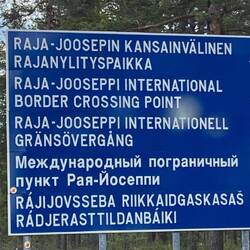 RAJA-JOOSEPIN KANSAINVÄLINEN
RAJANYLITYSPAIKKA
RAJA-JOOSEPPI INTERNATIONAL
BORDER CROSSING POINT
RAJA-JOOSEPPI INTERNATIONELL
GRÄNSÖVERGÅNG
Международный пограничный
пункт Рая-Йосеппи
RÁJIJOVSSEBA RIIKKAIDGASKASAŠ
RÁDJERASTTILDANBÁIKI